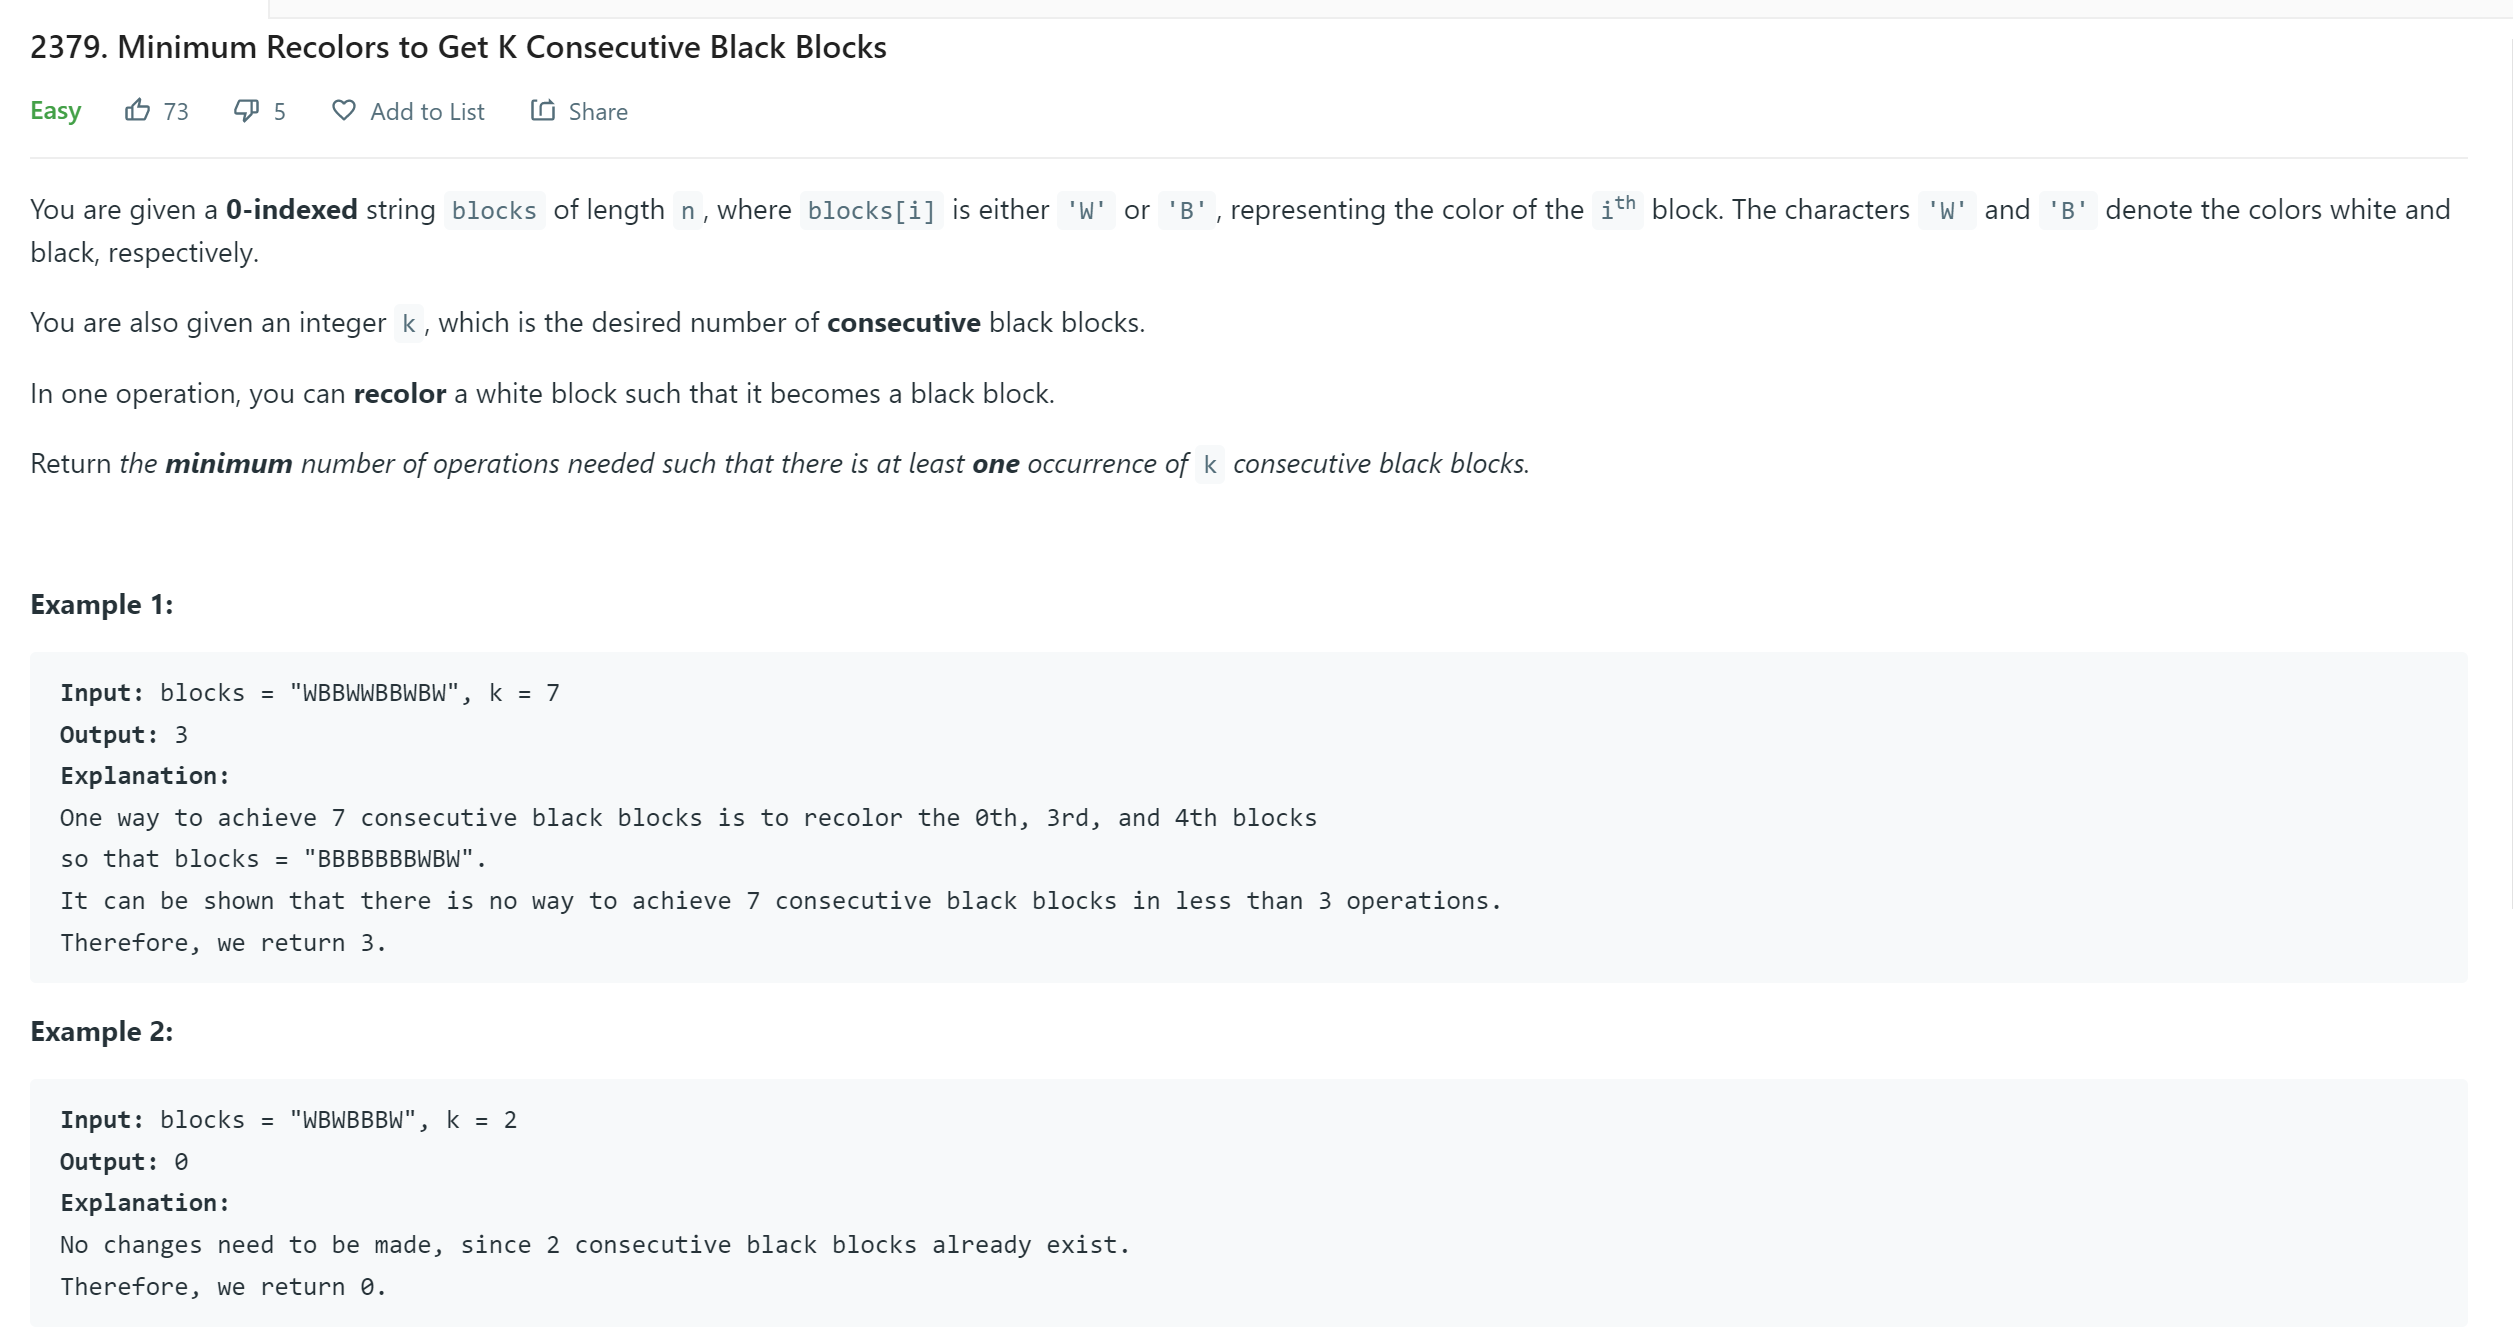 2379. Minimum Recolors to Get K Consecutive Black Blocks
Easy 73 5 Add to List Share
You are given a 0-indexed string blocks of length n, where blocks[i] is either 'W' or 'B', representing the color of the ith block. The characters 'W' and 'B' denote the colors white and
black, respectively.
You are also given an integer k, which is the desired number of consecutive black blocks.
In one operation, you can recolor a white block such that it becomes a black block.
Return the minimum number of operations needed such that there is at least one occurrence of k consecutive black blocks.
Example 1:
Input: blocks = "WBBWWBBWBW", k = 7
Output: 3
Explanation:
One way to achieve 7 consecutive black blocks is to recolor the 0th, 3rd, and 4th blocks
so that blocks = "BBBBBBBWBW".
It can be shown that there is no way to achieve 7 consecutive black blocks in less than 3 operations.
Therefore, we return 3.
Example 2:
Input: blocks = "WBWBBBW", k = 2
Output: 0
Explanation:
No changes need to be made, since 2 consecutive black blocks already exist.
Therefore, we return 0.